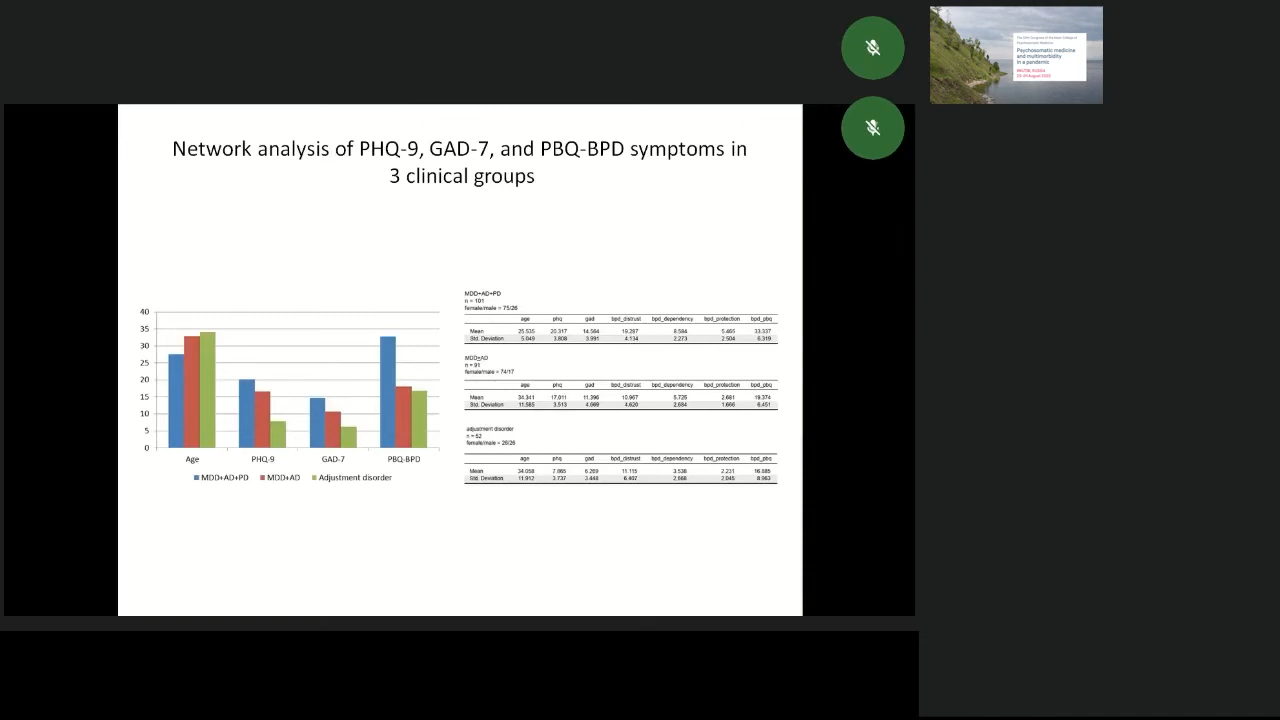 Psychosomatic medicine
and multimorbidity
in a pandemic
Network analysis of PHQ-9, GAD-7, and PBQ-BPD symptoms in
3 clinical groups
40
35
30
25
20
15
10
5
0
Age PHQ-9 GAD-7 PBQ-BPD
MDD+AD+PD MDD+AD Adjustment disorder
MDD+AD+PD
n = 101
female/male = 75/26
age phq gad bpd_distrust bpd_dependency bpd_protection bpd_pbq
Mean 25.535 20.317 14.564 19.287 8.584 5.465 33.337
Std. Deviation 5.049 3.808 3.991 4.134 2.273 2.504 6.319
MDD+AD
n = 91
female/male = 74/17
age phq gad bpd_distrust bpd_dependency bpd_protection bpd_pbq
Mean 34.341 17.011 11.396 10.967 5.725 2.681 19.374
Std. Deviation 11.585 3.513 4.669 4.620 2.684 1.666 6.451
adjustment disorder
n = 52
female/male = 26/26
age phq gad bpd_distrust bpd_dependency bpd_protection bpd_pbq
Mean 34.058 7.865 6.269 11.115 3.538 2.231 16.885
Std. Deviation 11.912 3.737 3.448 6.402 2.668 2.045 8.963